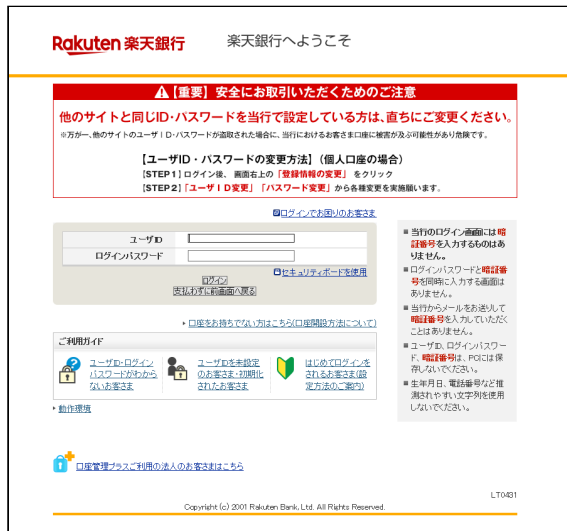 Rakuten 楽天銀行
楽天銀行へようこそ
【重要】安全にお取引いただくためのご注意
他のサイトと同じID・パスワードを当行で設定している方は、直ちにご変更ください。
※万が一、他のサイトのユーザID・パスワードが盗取された場合に、当行におけるお客さま口座に被害が及ぶ可能性があり危険です。
【ユーザID・パスワードの変更方法】(個人口座の場合)
【STEP1】ログイン後、画面右上の「登録情報の変更」をクリック
【STEP2】「ユーザID変更」「パスワード変更」から各種変更を実施願います。
ログインでお困りのお客さま
ユーザID
ログインパスワード
セキュリティボードを使用
ログイン
支払わずに前画面へ戻る
口座をお持ちでない方はこちら(口座開設方法について)
ご利用ガイド
ユーザID・ログイン
パスワードがわから
ないお客さま
ユーザIDを未設定
のお客さま・初期化
されたお客さま
はじめてログインを
されるお客さま(設
定方法のご案内)
動作環境
■当行のログイン画面には暗
証番号を入力するものはあ
りません。
■ログインパスワードと暗証番
号を同時に入力する画面は
ありません。
■当行からメールをお送りして
暗証番号を入力していただく
ことはありません。
■ユーザID、ログインパスワー
ド、暗証番号は、PCには保
存しないでください。
■生年月日、電話番号など推
測されやすい文字列を使用
しないでください。
口座管理プラスご利用の法人のお客さまはこちら
LT0431
Copyright (c) 2001 Rakuten Bank, Ltd. All Rights Reserved.